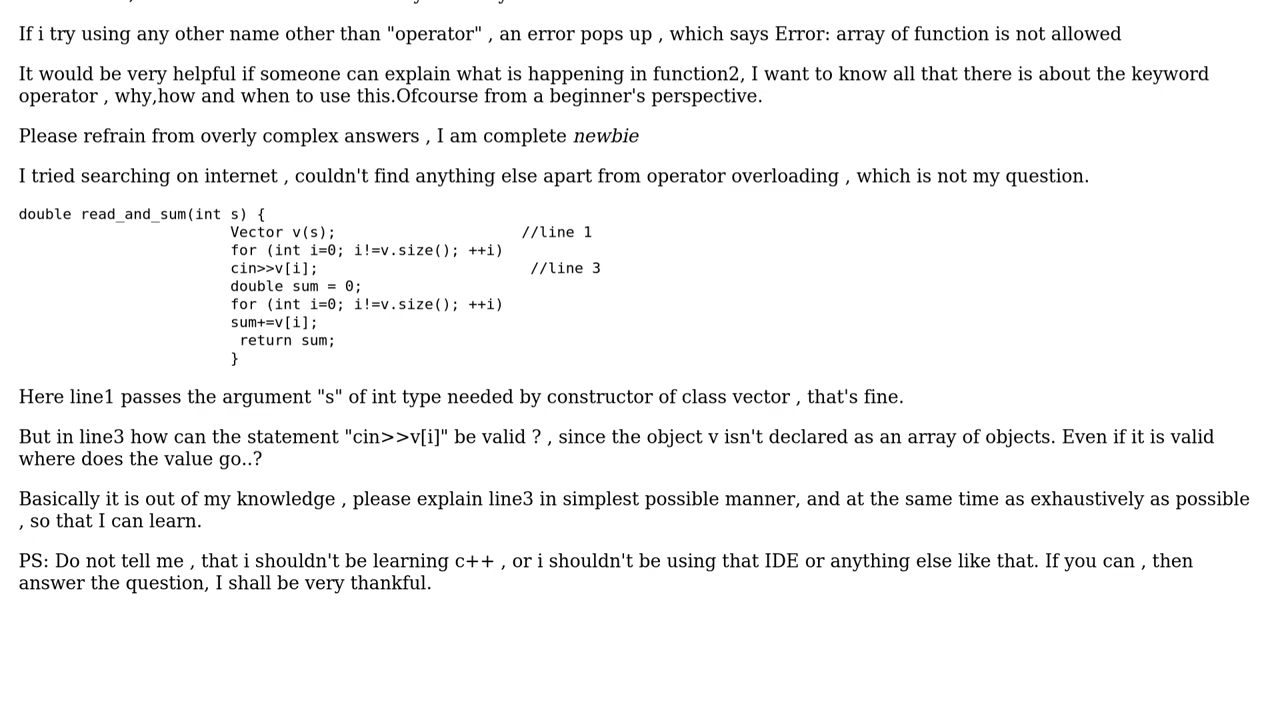 If i try using any other name other than "operator" , an error pops up , which says Error: array of function is not allowed
It would be very helpful if someone can explain what is happening in function2, I want to know all that there is about the keyword
operator , why,how and when to use this.Ofcourse from a beginner's perspective.
Please refrain from overly complex answers , I am complete newbie
I tried searching on internet , couldn't find anything else apart from operator overloading , which is not my question.
double read_and_sum(int s) {
                        Vector v(s);                     //line 1
                        for (int i=0; i!=v.size(); ++i)
                        cin>>v[i];                        //line 3
                        double sum = 0;
                        for (int i=0; i!=v.size(); ++i)
                        sum+=v[i];
                         return sum;
                        }
Here line1 passes the argument "s" of int type needed by constructor of class vector , that's fine.
But in line3 how can the statement "cin>>v[i]" be valid ? , since the object v isn't declared as an array of objects. Even if it is valid
where does the value go..?
Basically it is out of my knowledge , please explain line3 in simplest possible manner, and at the same time as exhaustively as possible
, so that I can learn.
PS: Do not tell me , that i shouldn't be learning c++ , or i shouldn't be using that IDE or anything else like that. If you can , then
answer the question, I shall be very thankful.